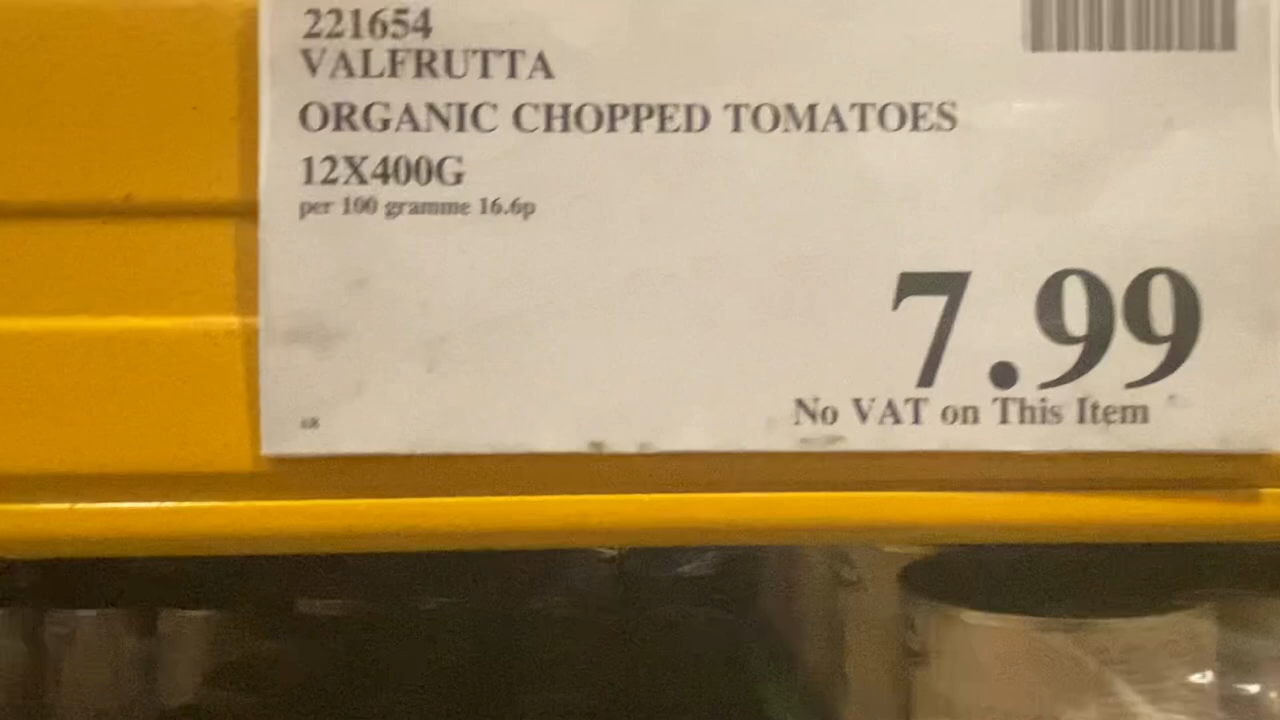 221654
VALFRUTTA
ORGANIC CHOPPED TOMATOES
12X400G
per 100 gramme 16.6p
7.99
No VAT on This Item